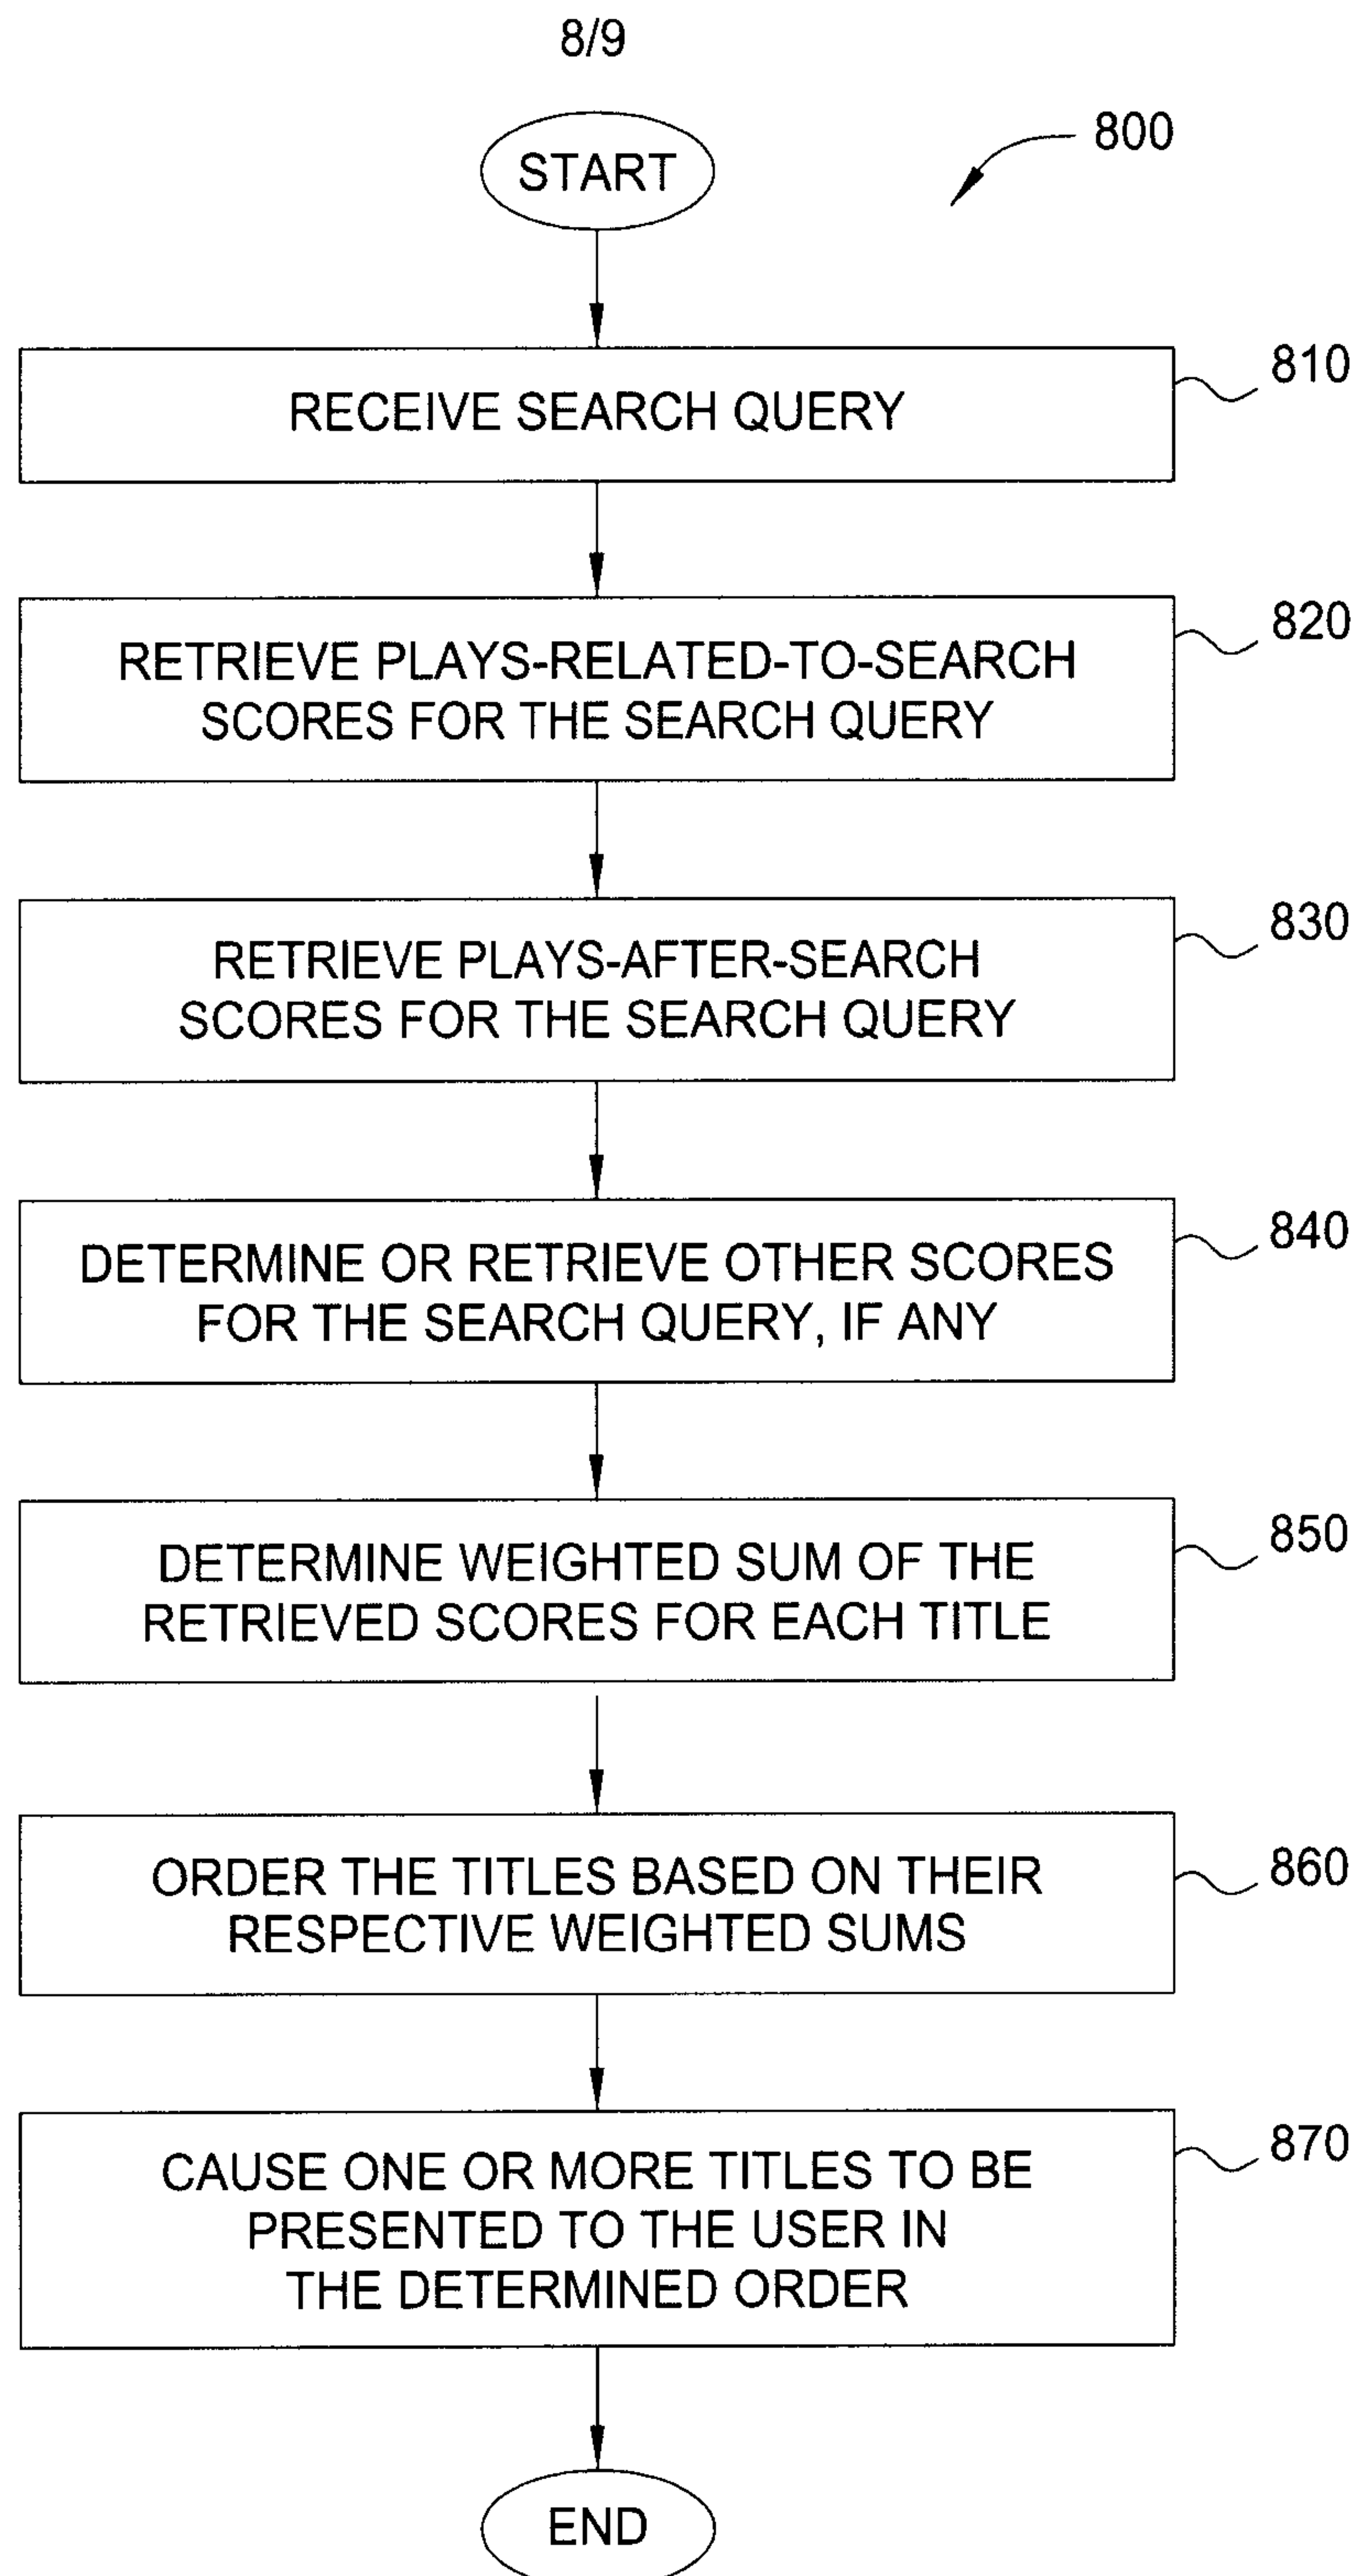 8/9
START
800
RECEIVE SEARCH QUERY
810
RETRIEVE PLAYS-RELATED-TO-SEARCH
SCORES FOR THE SEARCH QUERY
820
RETRIEVE PLAYS-AFTER-SEARCH
SCORES FOR THE SEARCH QUERY
830
DETERMINE OR RETRIEVE OTHER SCORES
FOR THE SEARCH QUERY, IF ANY
840
DETERMINE WEIGHTED SUM OF THE
RETRIEVED SCORES FOR EACH TITLE
850
ORDER THE TITLES BASED ON THEIR
RESPECTIVE WEIGHTED SUMS
860
CAUSE ONE OR MORE TITLES TO BE
PRESENTED TO THE USER IN
THE DETERMINED ORDER
870
END